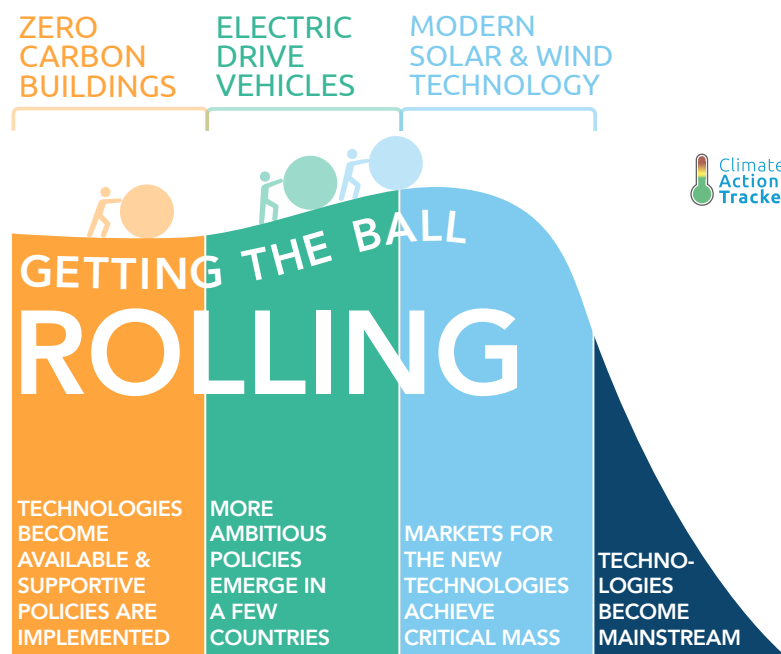 ZERO
CARBON
BUILDINGS
ELECTRIC
DRIVE
VEHICLES
MODERN
SOLAR & WIND
TECHNOLOGY
Climate
Action
Tracke
GETTING THE BALL
ROLLING
TECHNOLOGIES
BECOME
AVAILABLE &
SUPPORTIVE
POLICIES ARE
IMPLEMENTED
MORE
AMBITIOUS
POLICIES
EMERGE IN
A FEW
COUNTRIES
MARKETS FOR
THE NEW
TECHNOLOGIES
ACHIEVE
CRITICAL MASS
TECHNO-
LOGIES
BECOME
MAINSTREAM